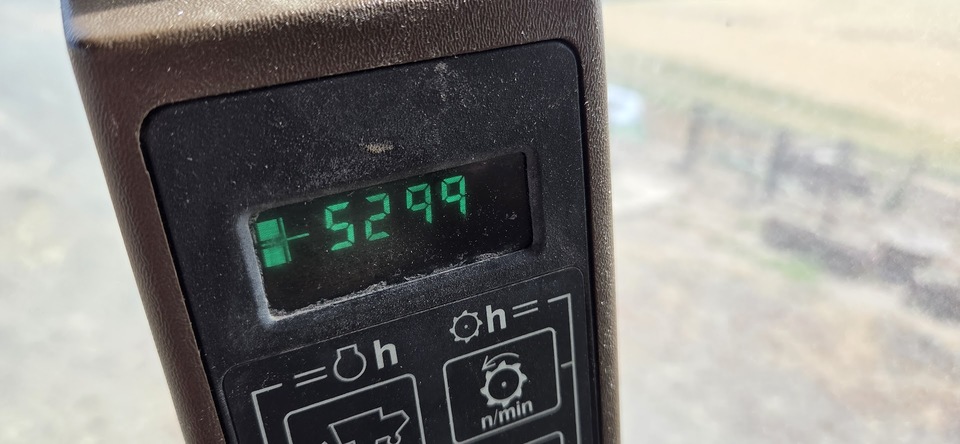 5299
=h
h=
n/min